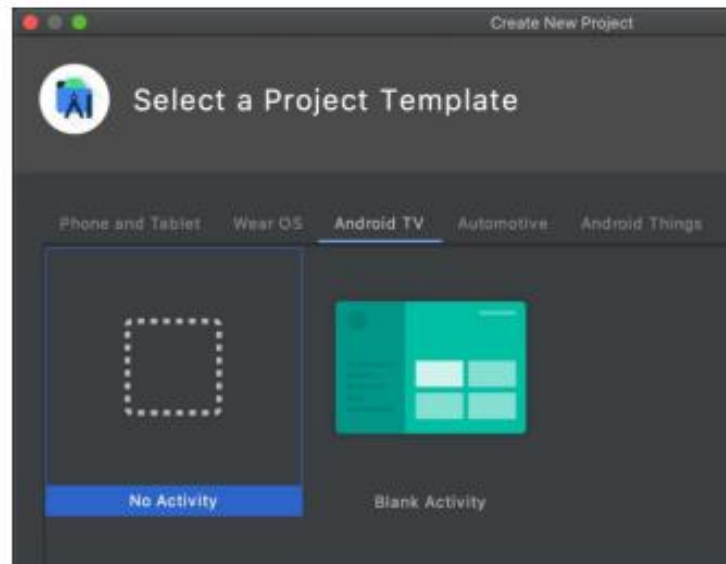 Create New Project
Select a Project Template
Phone and Tablet Wear OS Android TV Automotive Android Things
No Activity Blank Activity